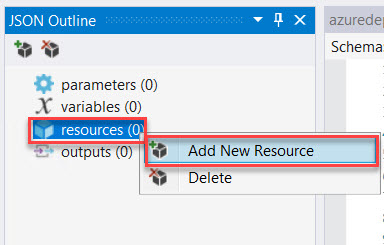 JSON Outline
azuredep
Schema
parameters (0)
variables (0)
resources (0)
Add New Resource
outputs (0)
Delete